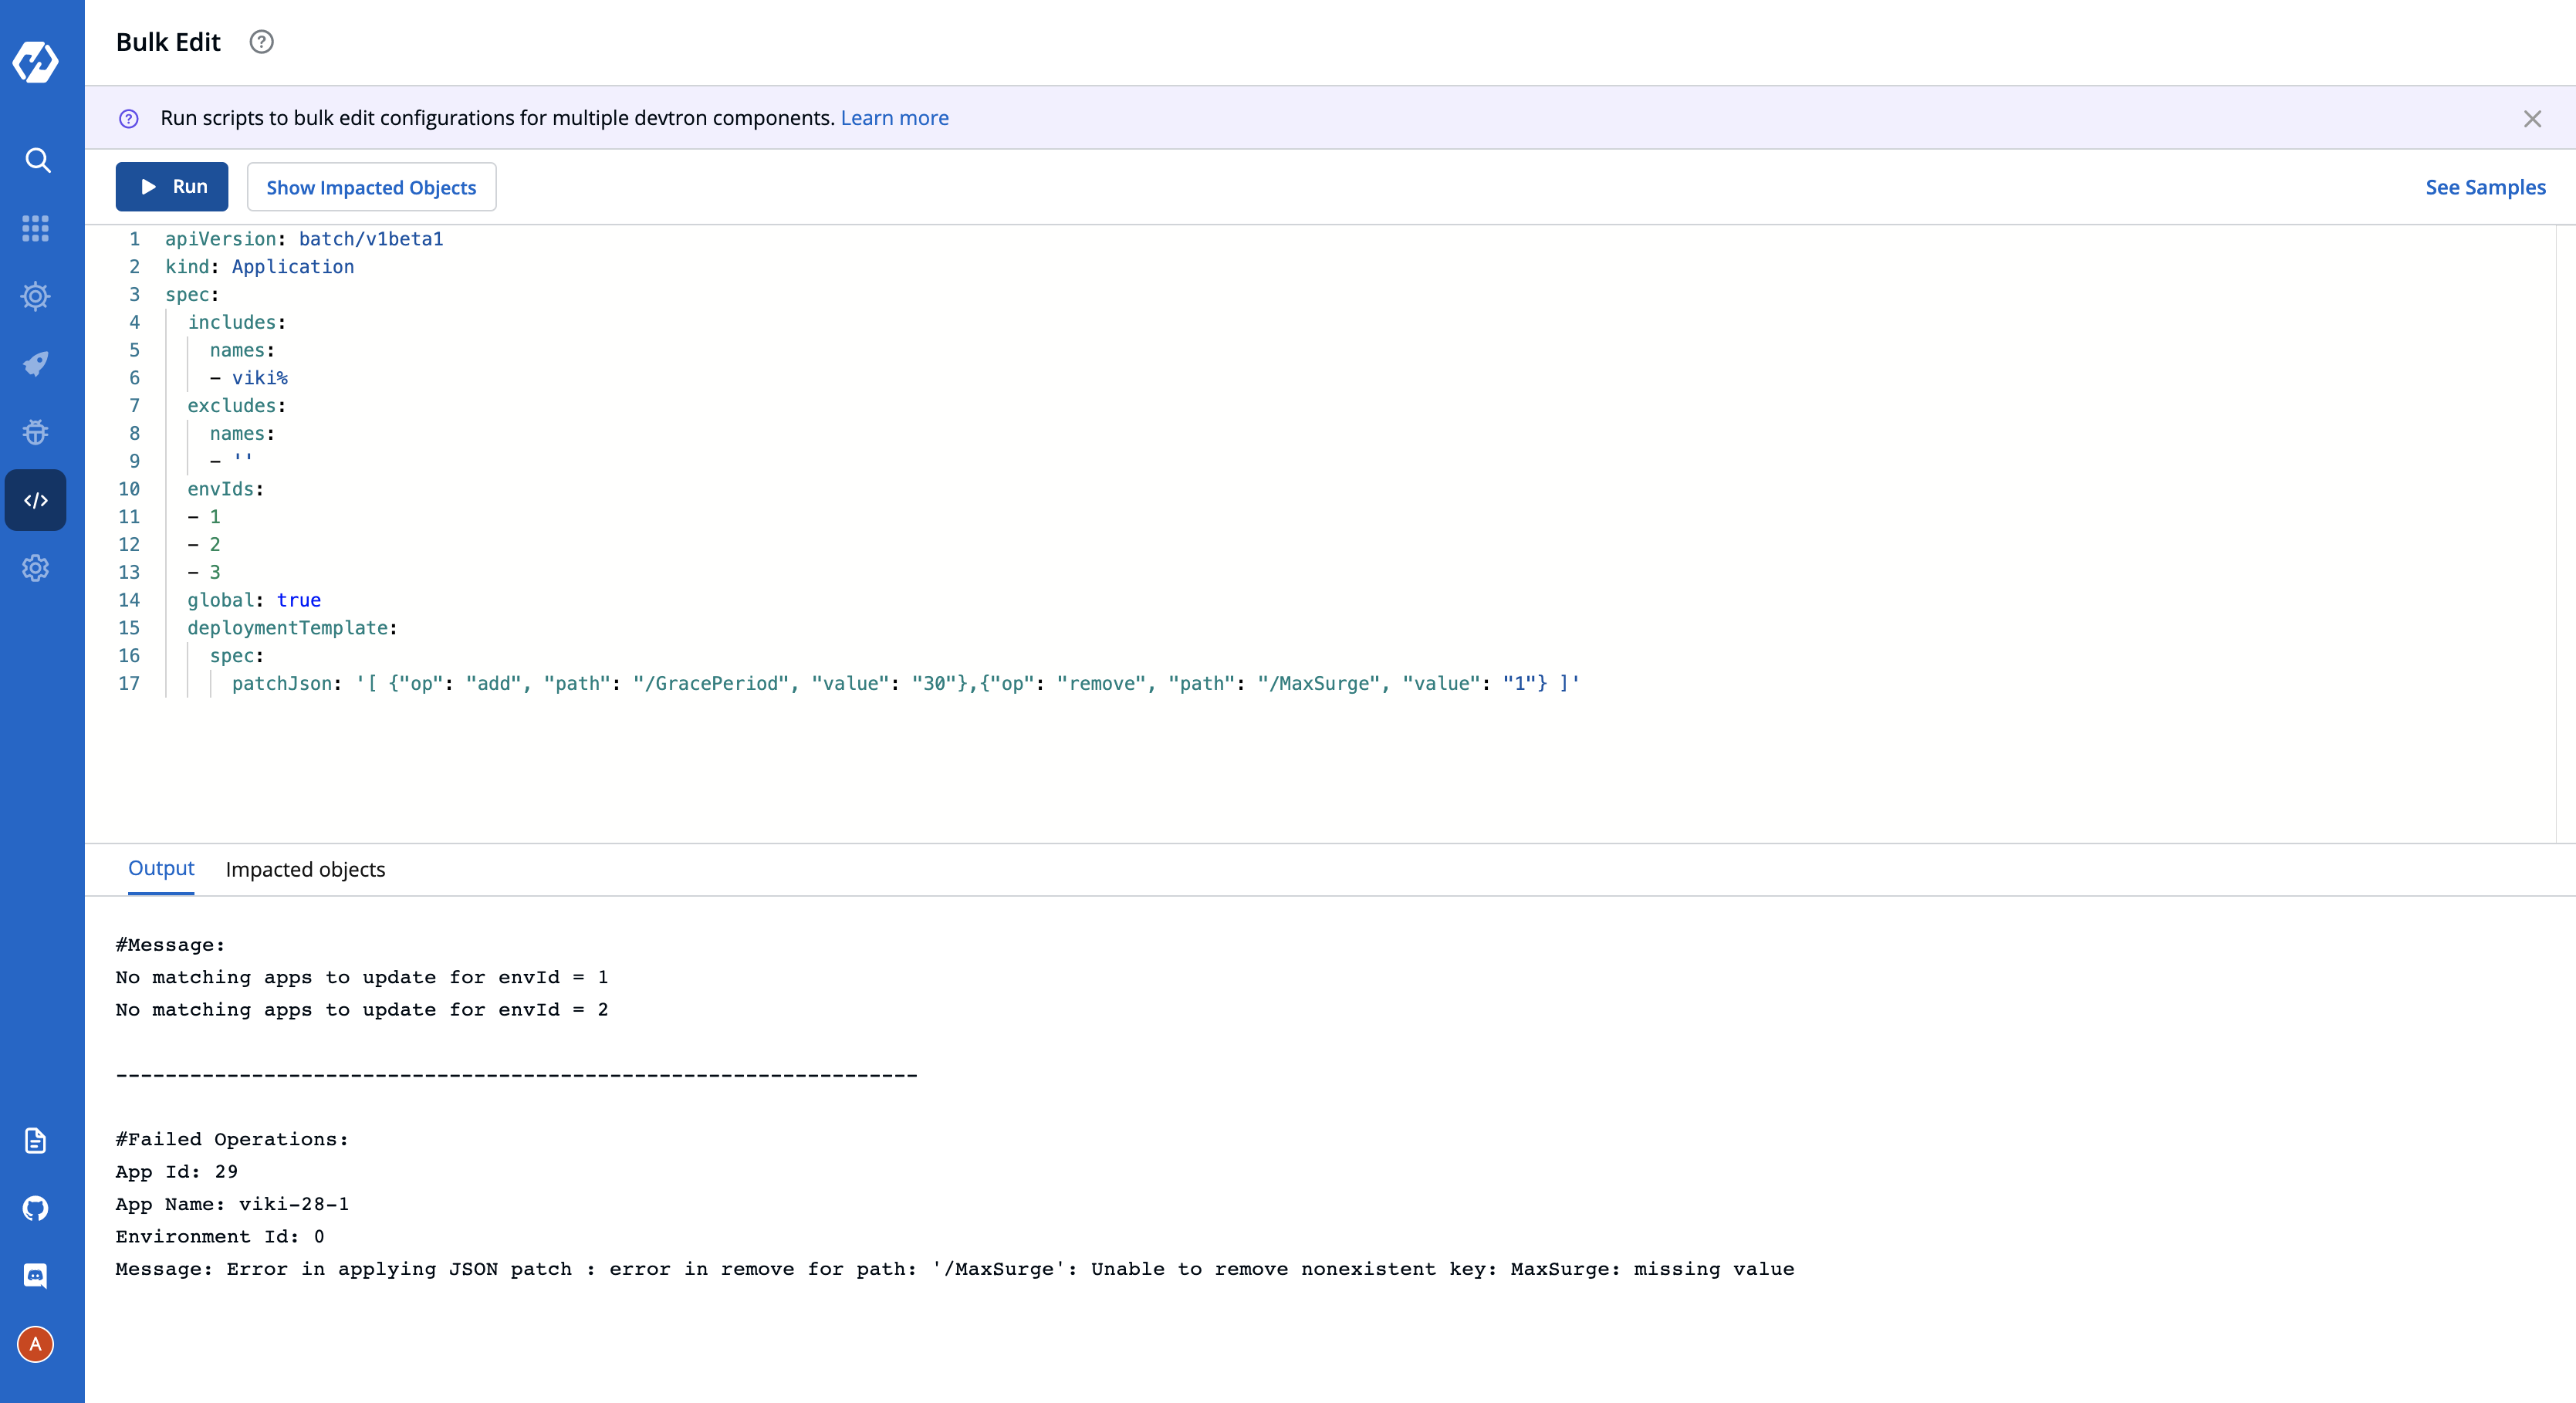 Bulk Edit
Run scripts to bulk edit configurations for multiple devtron components. Learn more
Run
Show Impacted Objects
See Samples
1 apiVersion: batch/v1beta1
2 kind: Application
3 spec:
4   includes:
5     names:
6     - viki%
7   excludes:
8     names:
9     - ''
10   envIds:
11   - 1
12   - 2
13   - 3
14   global: true
15   deploymentTemplate:
16     spec:
17       patchJson: '[ {"op": "add", "path": "/GracePeriod", "value": "30"},{"op": "remove", "path": "/MaxSurge", "value": "1"} ]'
Output
Impacted objects
#Message:
No matching apps to update for envId = 1
No matching apps to update for envId = 2
-----------------------------------------------------------------
#Failed Operations:
App Id: 29
App Name: viki-28-1
Environment Id: 0
Message: Error in applying JSON patch : error in remove for path: '/MaxSurge': Unable to remove nonexistent key: MaxSurge: missing value
A